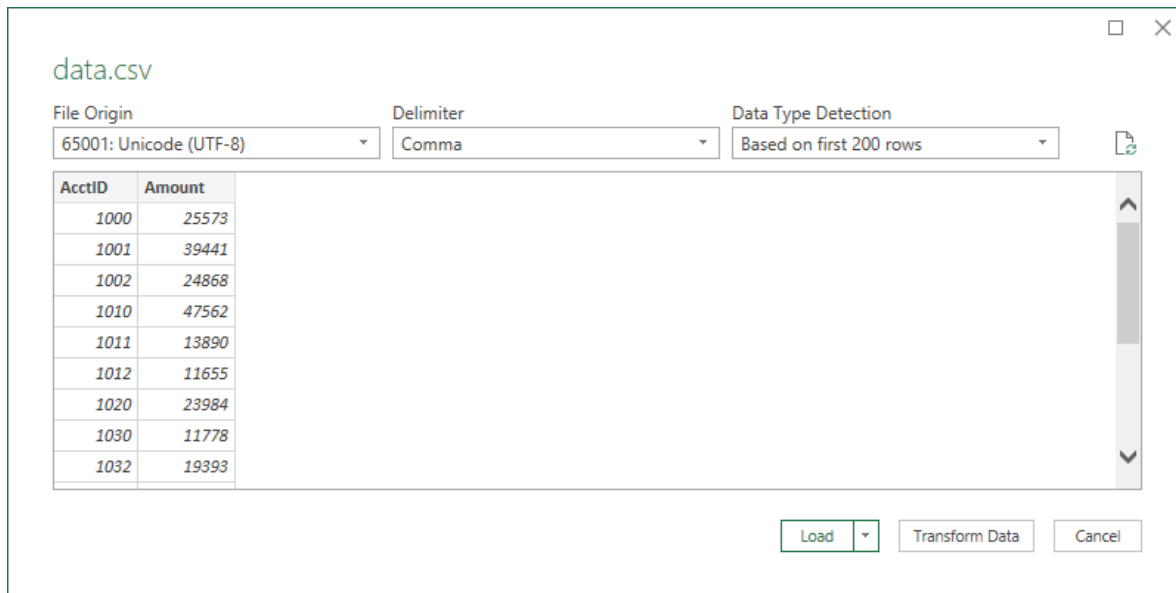 data.csv
File Origin Delimiter Data Type Detection
65001: Unicode (UTF-8) Comma Based on first 200 rows
AcctID Amount
1000 25573
1001 39441
1002 24868
1010 47562
1011 13890
1012 11655
1020 23984
1030 11778
1032 19393
Load Transform Data Cancel